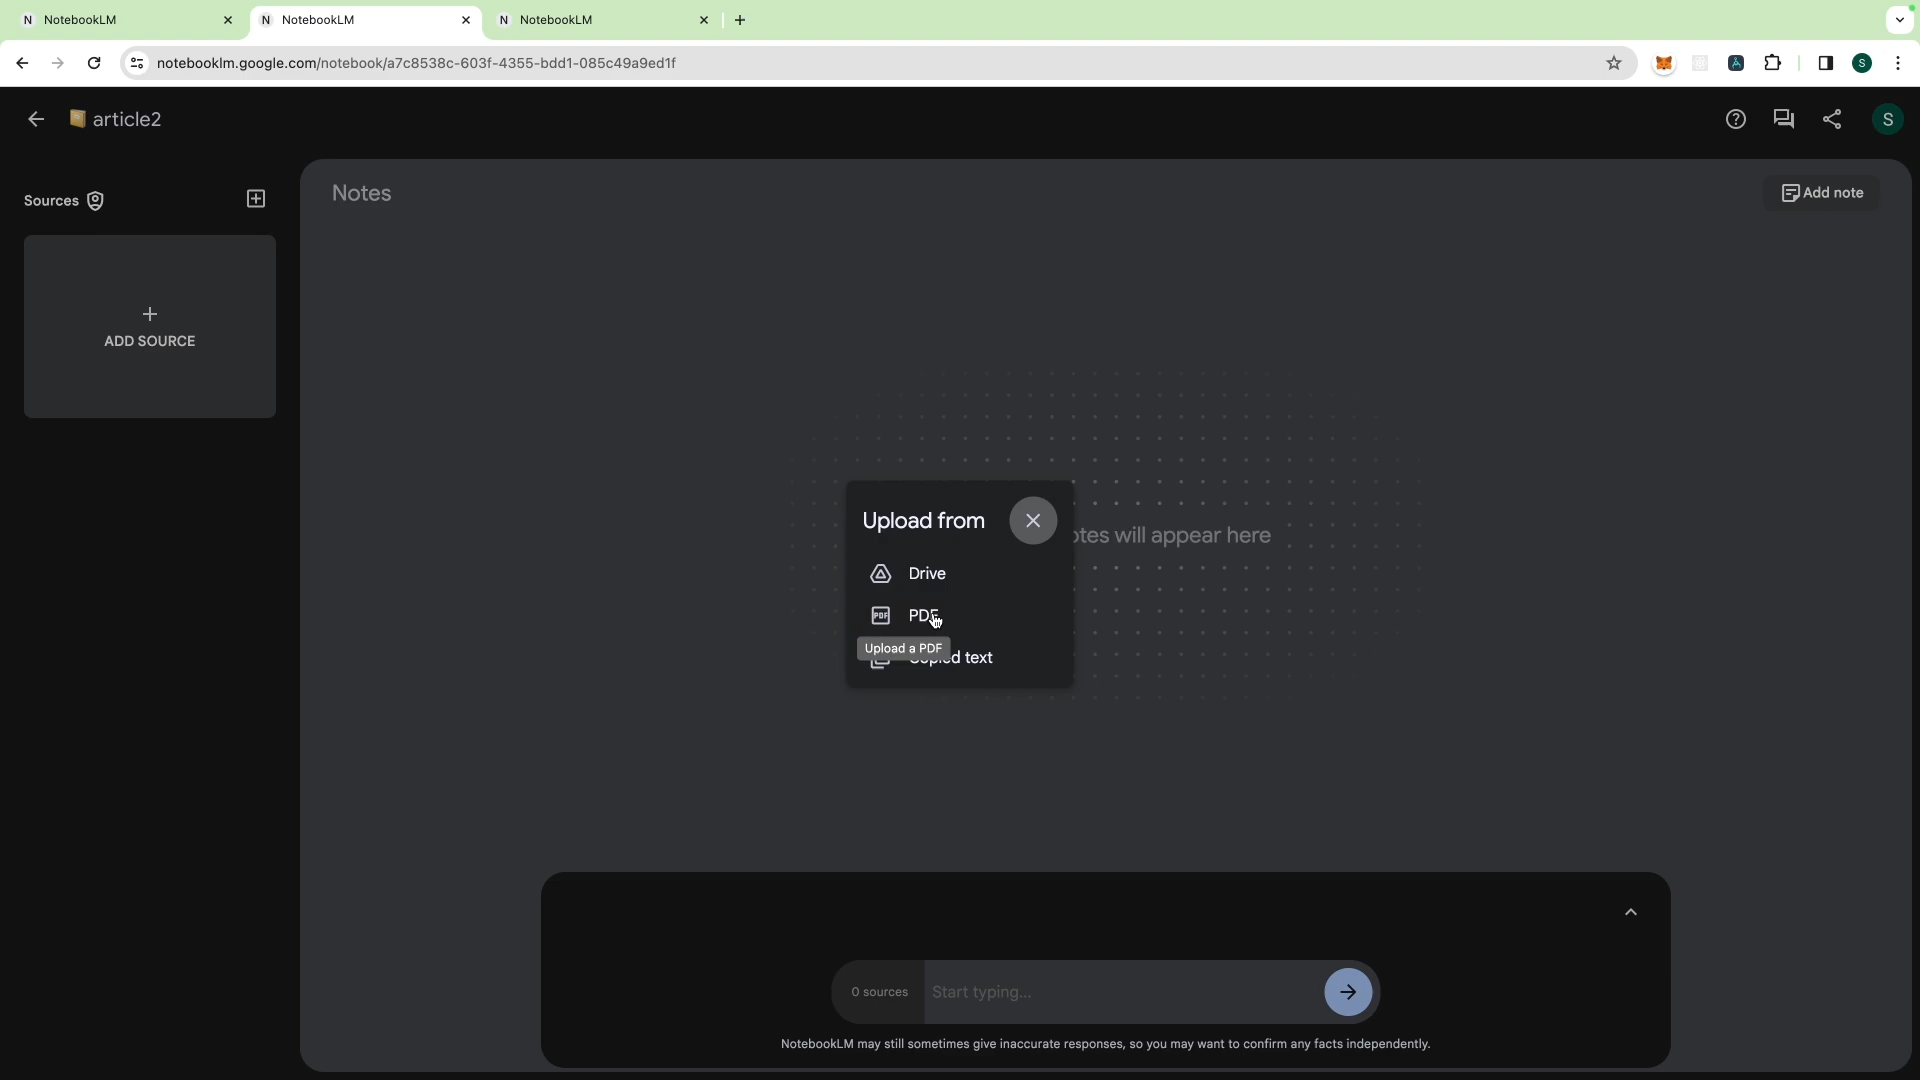 NotebookLM
NotebookLM
NotebookLM
notebooklm.google.com/notebook/a7c8538c-603f-4355-bdd1-085c49a9ed1f
S
article2
S
Sources
Notes
Add note
ADD SOURCE
Upload from
otes will appear here
Drive
PDF
PDF
Upload a PDF
Copied text
0 sources
Start typing...
NotebookLM may still sometimes give inaccurate responses, so you may want to confirm any facts independently.